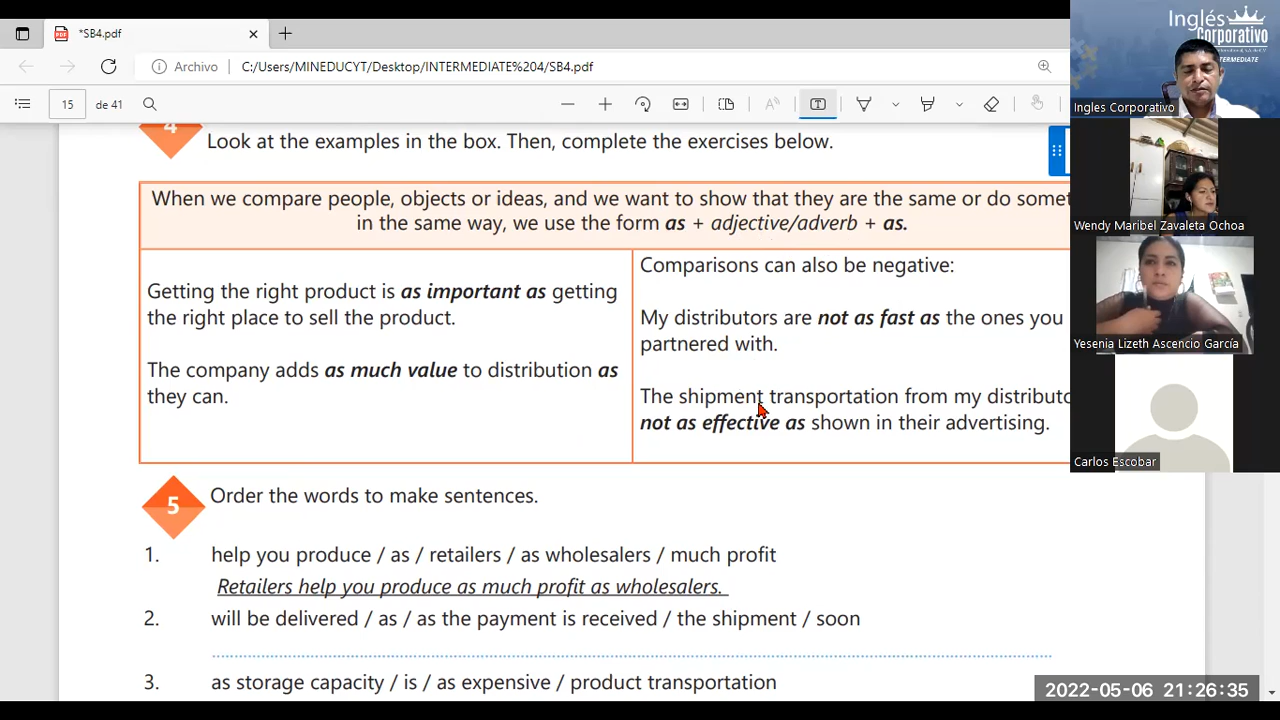 *SB4.pdf
Archivo
C:/Users/MINEDUCYT/Desktop/INTERMEDIATE%204/SB4.pdf
15
de 41
4
Look at the examples in the box. Then, complete the exercises below.
When we compare people, objects or ideas, and we want to show that they are the same or do somet
in the same way, we use the form as + adjective/adverb + as.
Getting the right product is as important as getting
the right place to sell the product.
The company adds as much value to distribution as
they can.
Comparisons can also be negative:
My distributors are not as fast as the ones you
partnered with.
The shipment transportation from my distributo
not as effective as shown in their advertising.
5
Order the words to make sentences.
1.
help you produce / as / retailers / as wholesalers / much profit
Retailers help you produce as much profit as wholesalers.
2.
will be delivered / as / as the payment is received / the shipment / soon
3.
as storage capacity / is / as expensive / product transportation
Inglés
Corporativo
INTERMEDIATE
Ingles Corporativo
Wendy Maribel Zavaleta Ochoa
Yesenia Lizeth Ascencio García
Carlos Escobar
2022-05-06 21:26:35